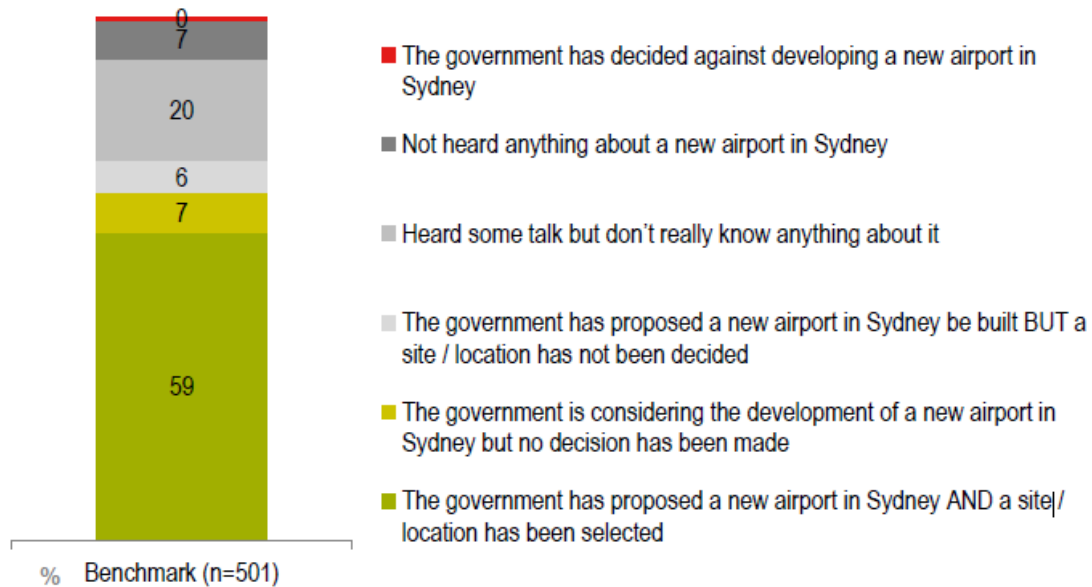 0
7
20
6
7
59
% Benchmark (n=501)
The government has decided against developing a new airport in
Sydney
Not heard anything about a new airport in Sydney
Heard some talk but don't really know anything about it
The government has proposed a new airport in Sydney be built BUT a
site / location has not been decided
The government is considering the development of a new airport in
Sydney but no decision has been made
The government has proposed a new airport in Sydney AND a site /
location has been selected